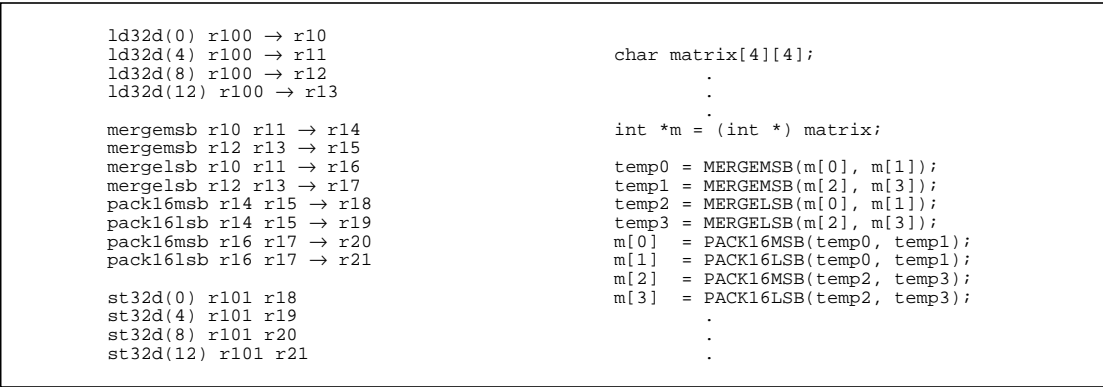 ld32d(0) r100 → r10
ld32d(4) r100 → r11
ld32d(8) r100 → r12
ld32d(12) r100 → r13
mergemsb r10 r11 → r14
mergemsb r12 r13 → r15
mergelsb r10 r11 → r16
mergelsb r12 r13 → r17
pack16msb r14 r15 → r18
pack16lsb r14 r15 → r19
pack16msb r16 r17 → r20
pack16lsb r16 r17 → r21
st32d(0) r101 r18
st32d(4) r101 r19
st32d(8) r101 r20
st32d(12) r101 r21
char matrix[4][4];
.
.
.
int *m = (int *) matrix;
temp0 = MERGEMSB(m[0], m[1]);
temp1 = MERGEMSB(m[2], m[3]);
temp2 = MERGELSB(m[0], m[1]);
temp3 = MERGELSB(m[2], m[3]);
m[0] = PACK16MSB(temp0, temp1);
m[1] = PACK16LSB(temp0, temp1);
m[2] = PACK16MSB(temp2, temp3);
m[3] = PACK16LSB(temp2, temp3);
.
.
.